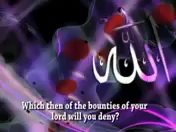 الله
Which then of the bounties of your
lord will you deny?